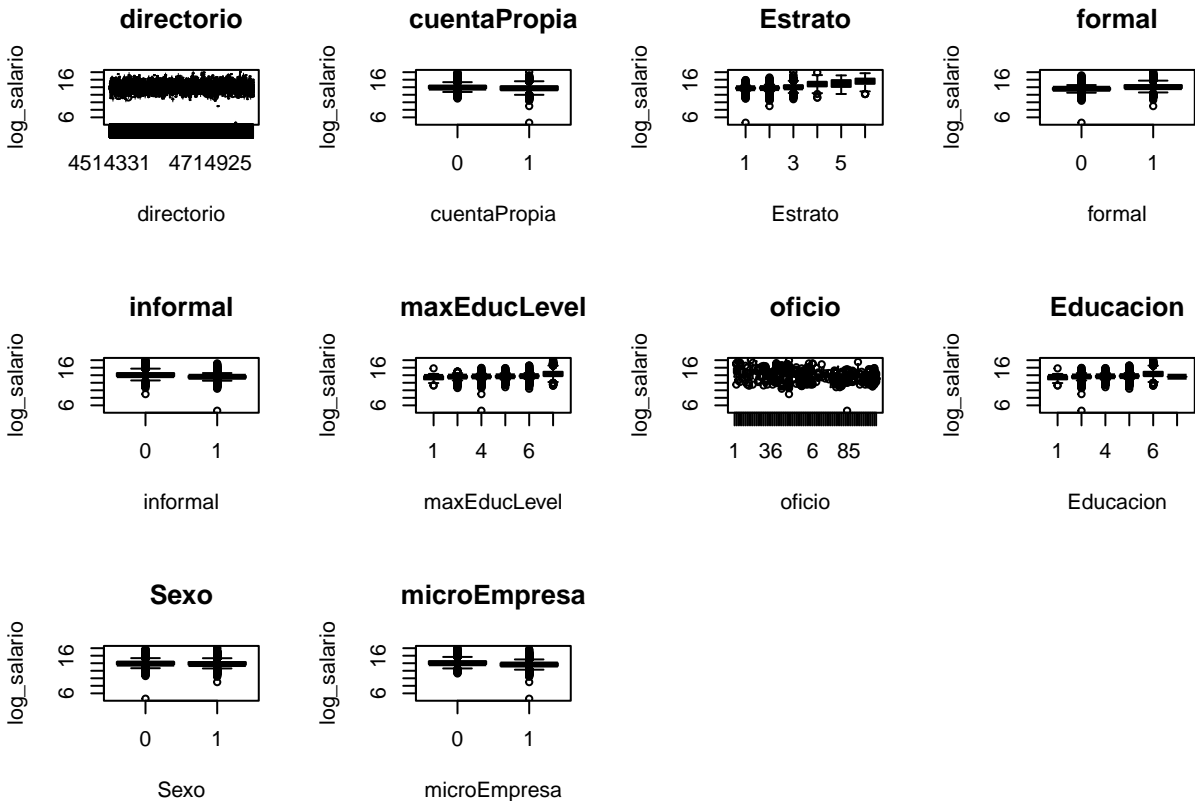 directorio
log_salario
6
16
4514331 4714925
directorio
cuentaPropia
log_salario
6
16
0 1
cuentaPropia
Estrato
log_salario
6
16
1 3 5
Estrato
formal
log_salario
6
16
0 1
formal
informal
log_salario
6
16
0 1
informal
maxEducLevel
log_salario
6
16
1 4 6
maxEducLevel
oficio
log_salario
6
16
1 36 6 85
oficio
Educacion
log_salario
6
16
1 4 6
Educacion
Sexo
log_salario
6
16
0 1
Sexo
microEmpresa
log_salario
6
16
0 1
microEmpresa